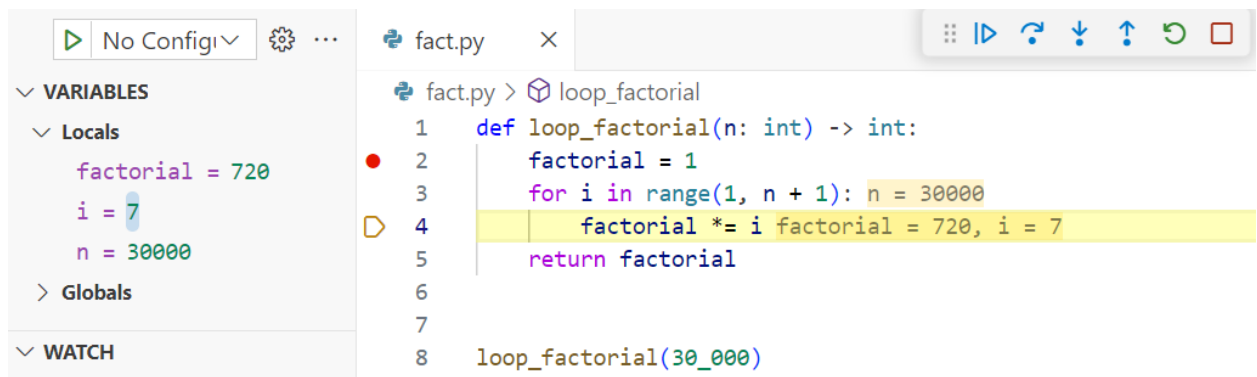 No Config
fact.py
VARIABLES
Locals
factorial = 720
i = 7
n = 30000
Globals
WATCH
fact.py > loop_factorial
1 def loop_factorial(n: int) -> int:
2 factorial = 1
3 for i in range(1, n + 1): n = 30000
4 factorial *= i factorial = 720, i = 7
5 return factorial
6
7
8 loop_factorial(30_000)